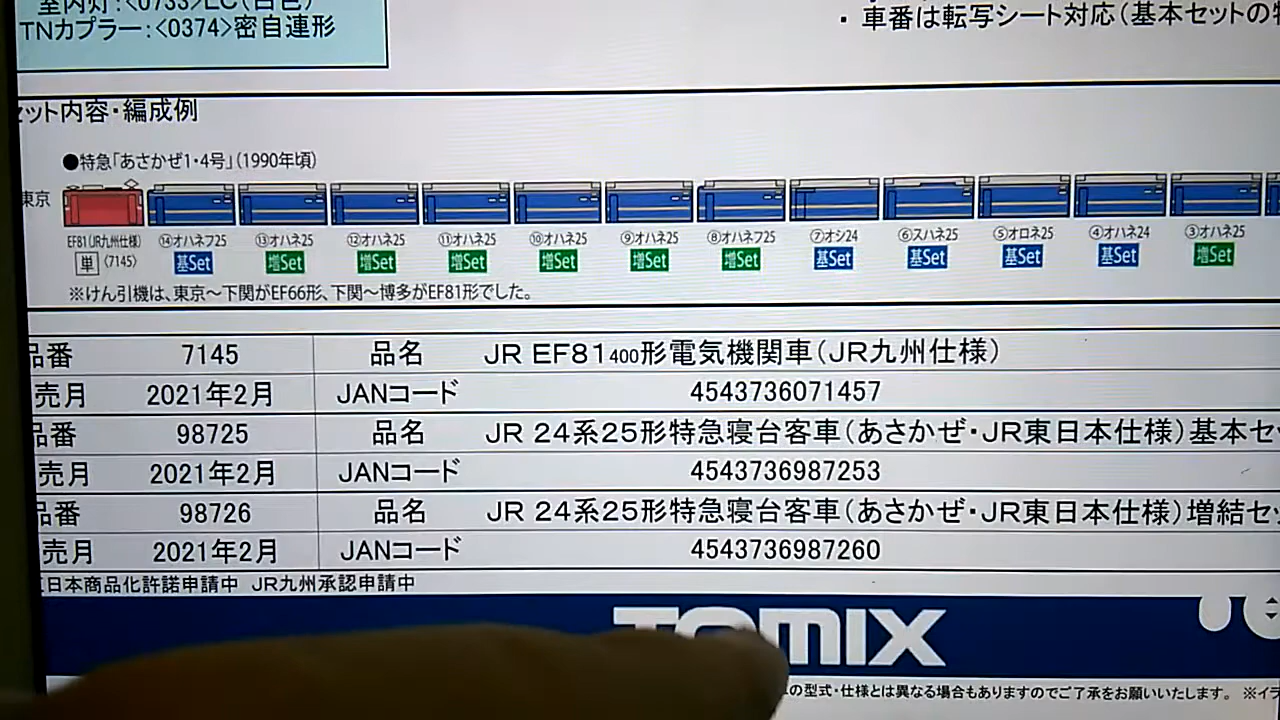 室内灯:<0733>LC(白色)
TNカプラー:<0374>密自連形
・ 車番は転写シート対応(基本セットの
ット内容・編成例
●特急「あさかぜ1・4号」(1990年頃)
東京
EF81(JR九州仕様) ⑭オハネフ25 ⑬オハネ25 ⑫オハネ25 ⑪オハネ25 ⑩オハネ25 ⑨オハネ25 ⑧オハネフ25 ⑦オシ24 ⑥スハネ25 ⑤オロネ25 ④オハネ24 ③オハネ25
単 〈7145〉 基Set 増Set 増Set 増Set 増Set 増Set 増Set 基Set 基Set 基Set 基Set 増Set
※けん引機は、東京~下関がEF66形、下関~博多がEF81形でした。
品番 7145 品名 JR EF81400形電気機関車(JR九州仕様)
売月 2021年2月 JANコード 4543736071457
品番 98725 品名 JR 24系25形特急寝台客車(あさかぜ・JR東日本仕様)基本セ
売月 2021年2月 JANコード 4543736987253
品番 98726 品名 JR 24系25形特急寝台客車(あさかぜ・JR東日本仕様)増結セッ
売月 2021年2月 JANコード 4543736987260
日本商品化許諾申請中 JR九州承認申請中
TOMIX
の型式・仕様とは異なる場合もありますのでご了承をお願いいたします。 ※イラ